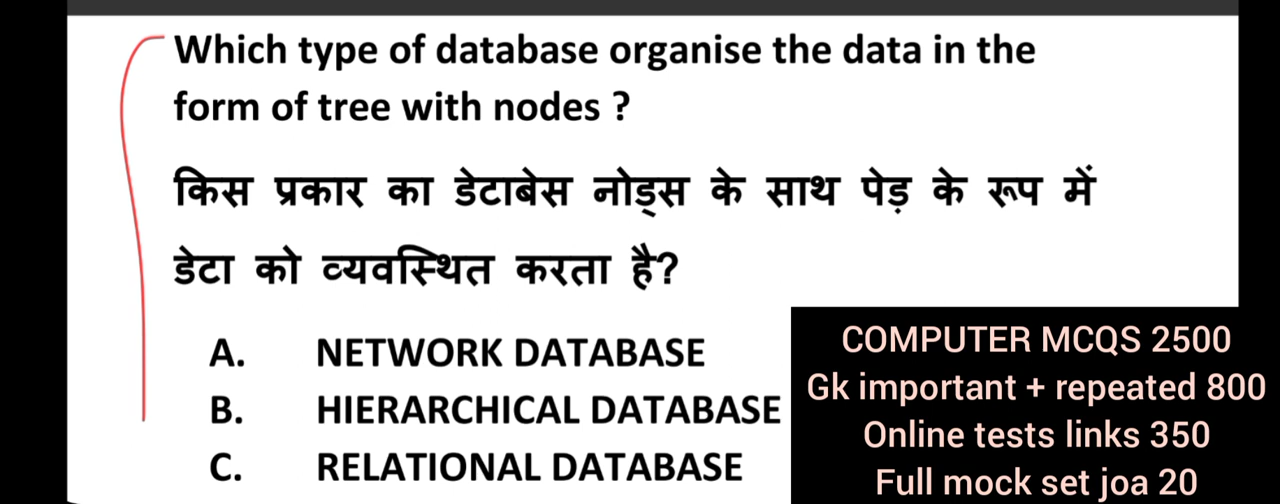 Which type of database organise the data in the
form of tree with nodes ?
किस प्रकार का डेटाबेस नोड्स के साथ पेड़ के रूप में
डेटा को व्यवस्थित करता है?
A. NETWORK DATABASE
B. HIERARCHICAL DATABASE
C. RELATIONAL DATABASE
COMPUTER MCQS 2500
Gk important + repeated 800
Online tests links 350
Full mock set joa 20